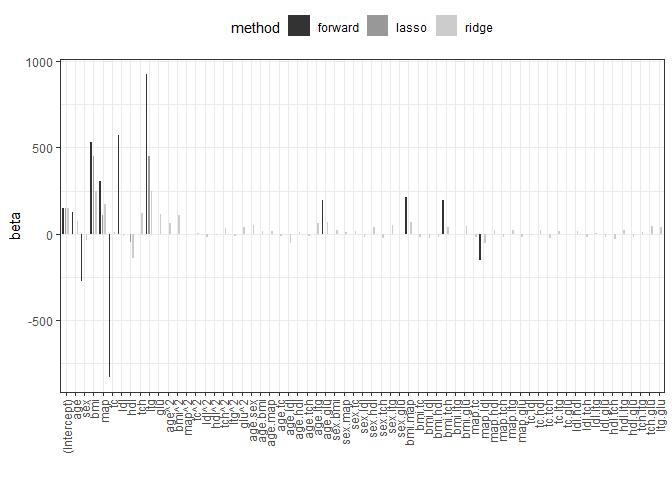 method forward lasso ridge
1000
500
0
-500
beta
(Intercept)
age
sex
bmi
map
tc
ldl
hdl
tch
ltg
glu
age^2
bmi^2
map^2
tc^2
ldl^2
hdl^2
tch^2
ltg^2
glu^2
age.sex
age.bmi
age.map
age.tc
age.ldl
age.hdl
age.tch
age.ltg
age.glu
sex.bmi
sex.map
sex.tc
sex.ldl
sex.hdl
sex.tch
sex.ltg
sex.glu
bmi.map
bmi.tc
bmi.ldl
bmi.hdl
bmi.tch
bmi.ltg
bmi.glu
map.tc
map.ldl
map.hdl
map.tch
map.ltg
map.glu
tc.ldl
tc.hdl
tc.tch
tc.ltg
tc.glu
ldl.hdl
ldl.tch
ldl.ltg
ldl.glu
hdl.tch
hdl.ltg
hdl.glu
tch.ltg
tch.glu
ltg.glu